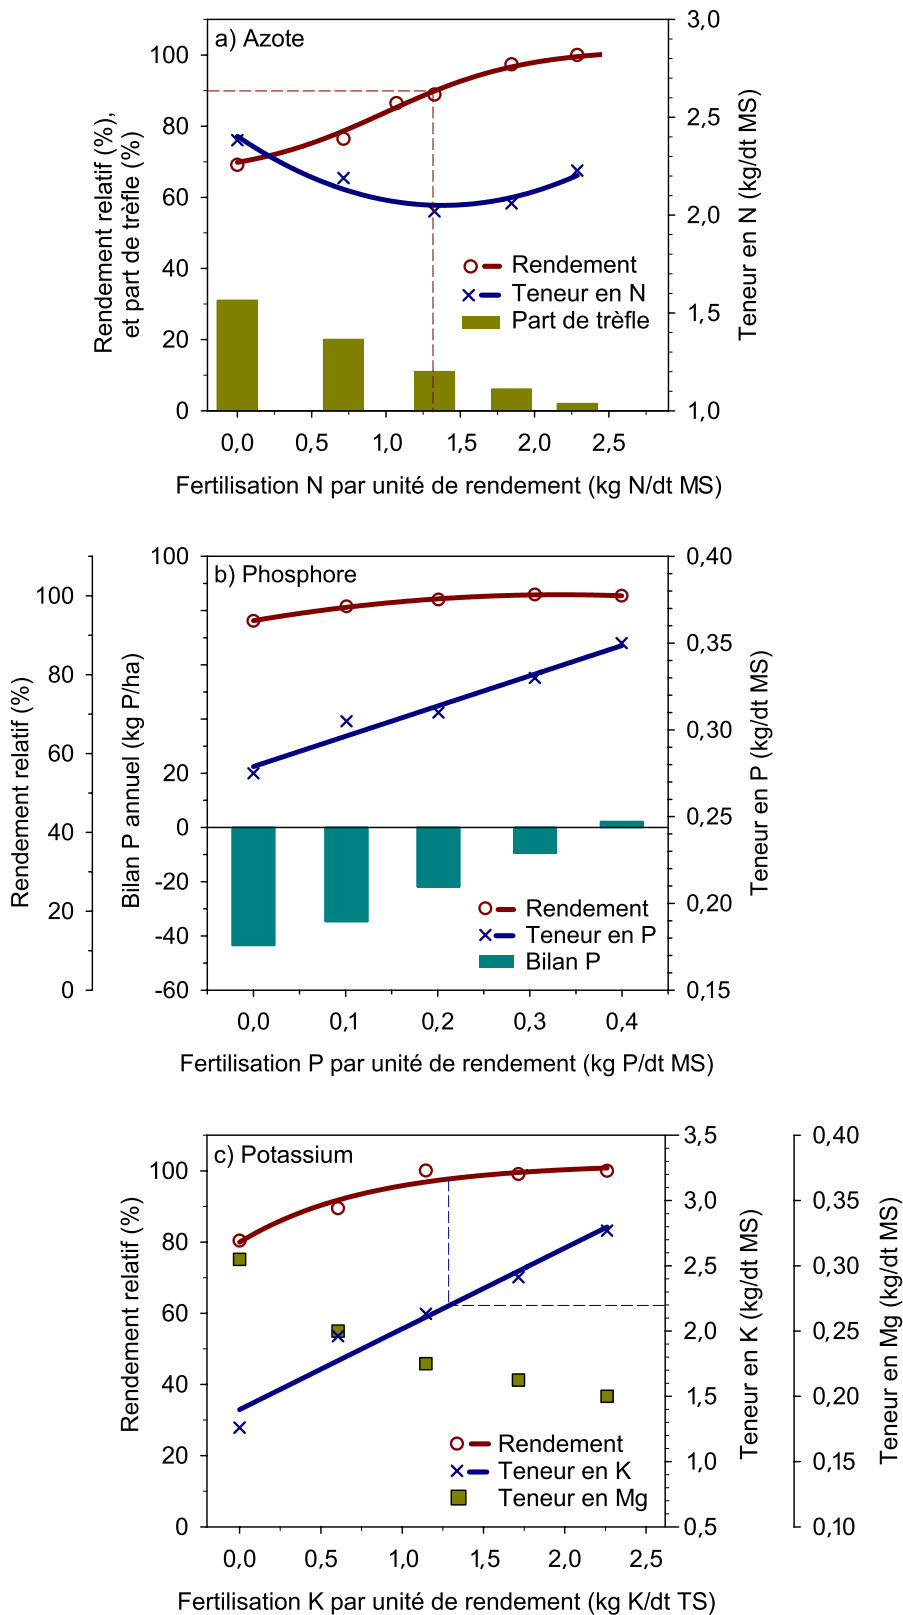 a) Azote
Rendement relatif (%),
et part de trèfle (%)
100
80
60
40
20
0
3,0
2,5
2,0
1,5
1,0
Teneur en N (kg/dt MS)
Rendement
Teneur en N
Part de trèfle
0,0 0,5 1,0 1,5 2,0 2,5
Fertilisation N par unité de rendement (kg N/dt MS)
b) Phosphore
Rendement relatif (%)
100
80
60
40
20
0
Bilan P annuel (kg P/ha)
100
20
0
-20
-40
-60
0,40
0,35
0,30
0,25
0,20
0,15
Teneur en P (kg/dt MS)
Rendement
Teneur en P
Bilan P
0,0 0,1 0,2 0,3 0,4
Fertilisation P par unité de rendement (kg P/dt MS)
c) Potassium
Rendement relatif (%)
100
80
60
40
20
0
3,5
3,0
2,5
2,0
1,5
1,0
0,5
Teneur en K (kg/dt MS)
0,40
0,35
0,30
0,25
0,20
0,15
0,10
Teneur en Mg (kg/dt MS)
Rendement
Teneur en K
Teneur en Mg
0,0 0,5 1,0 1,5 2,0 2,5
Fertilisation K par unité de rendement (kg K/dt TS)